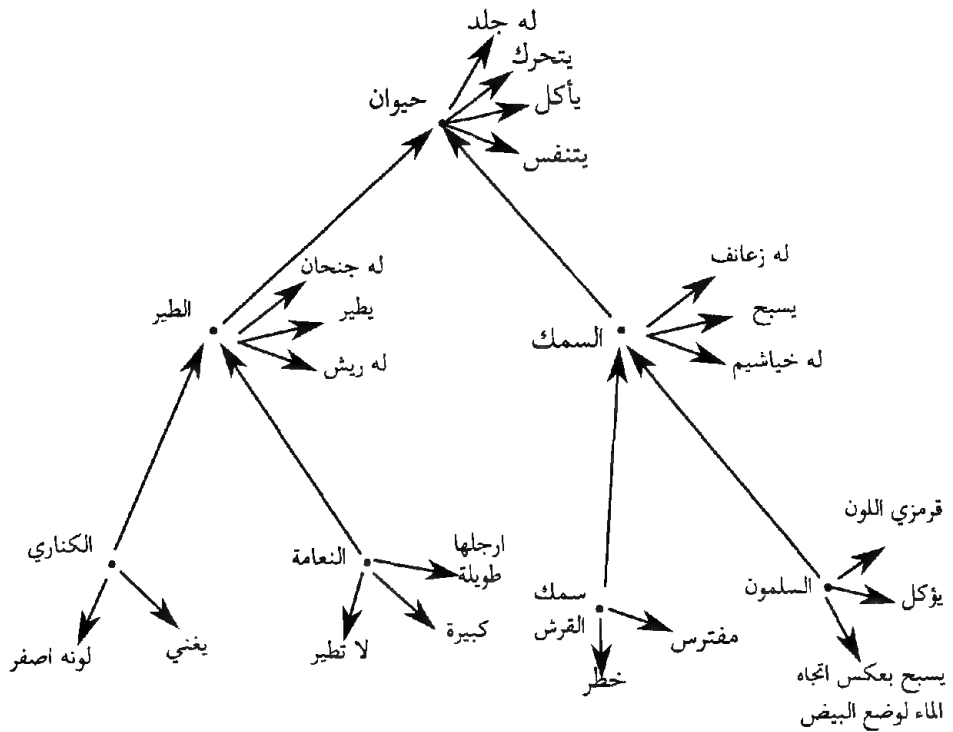 له جلد
يتحرك
حيوان
يأكل
يتنفس
له جنحان
الطير
يطير
له ريش
له زعانف
يسبح
السمك
له خياشيم
الكناري
لونه اصفر
يغني
النعامة
ارجلها
طويلة
كبيرة
لا تطير
سمك
القرش
مفترس
خطر
قرمزي اللون
السلمون
يؤكل
يسبح بعكس اتجاه
الماء لوضع البيض